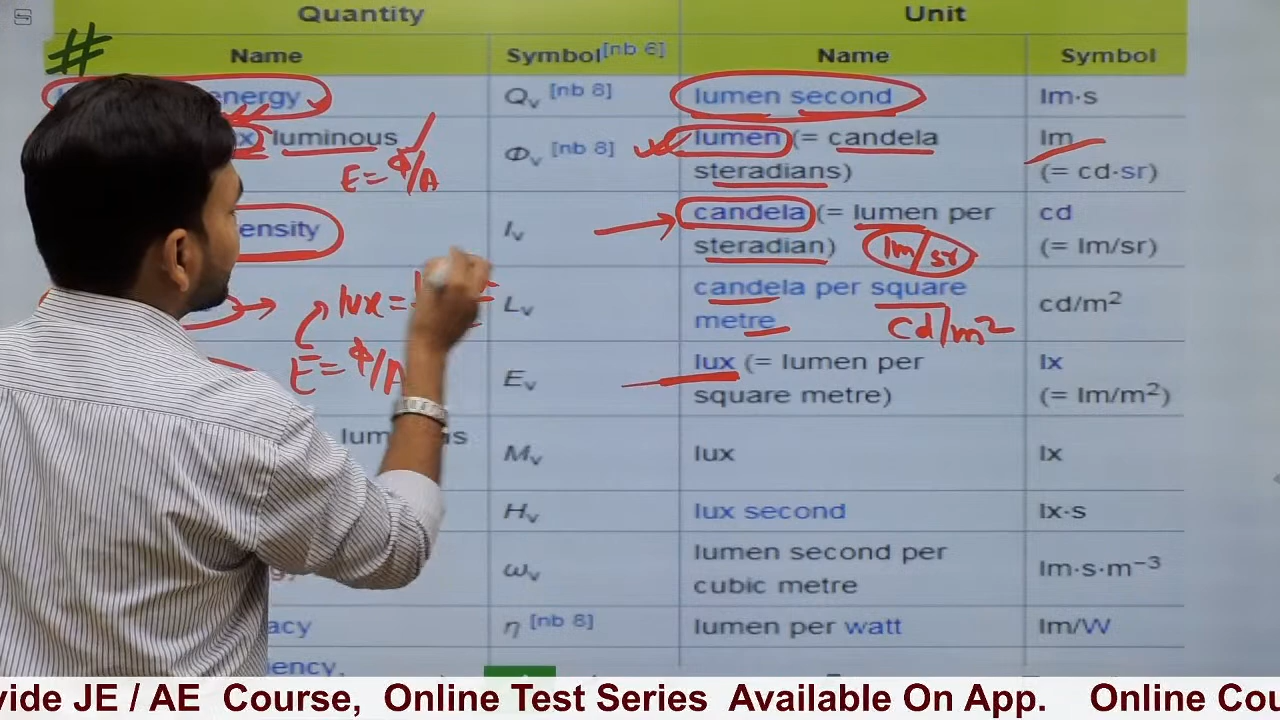 Quantity Unit
#
Name Symbol[nb 6] Name Symbol
energy Qv [nb 8] lumen second lm·s
x luminous Φv [nb 8] lumen (= candela steradians) lm (= cd·sr)
E = Φ/A
ensity Iv candela (= lumen per steradian) cd (= lm/sr)
lm/sr
Lv candela per square metre cd/m²
lux =
cd/m²
E = Φ/A
Ev lux (= lumen per square metre) lx (= lm/m²)
Mv lux lx
Hv lux second lx·s
ωv lumen second per cubic metre lm·s·m⁻³
acy η [nb 8] lumen per watt lm/W
iency,
vide JE / AE Course, Online Test Series Available On App. Online Cou